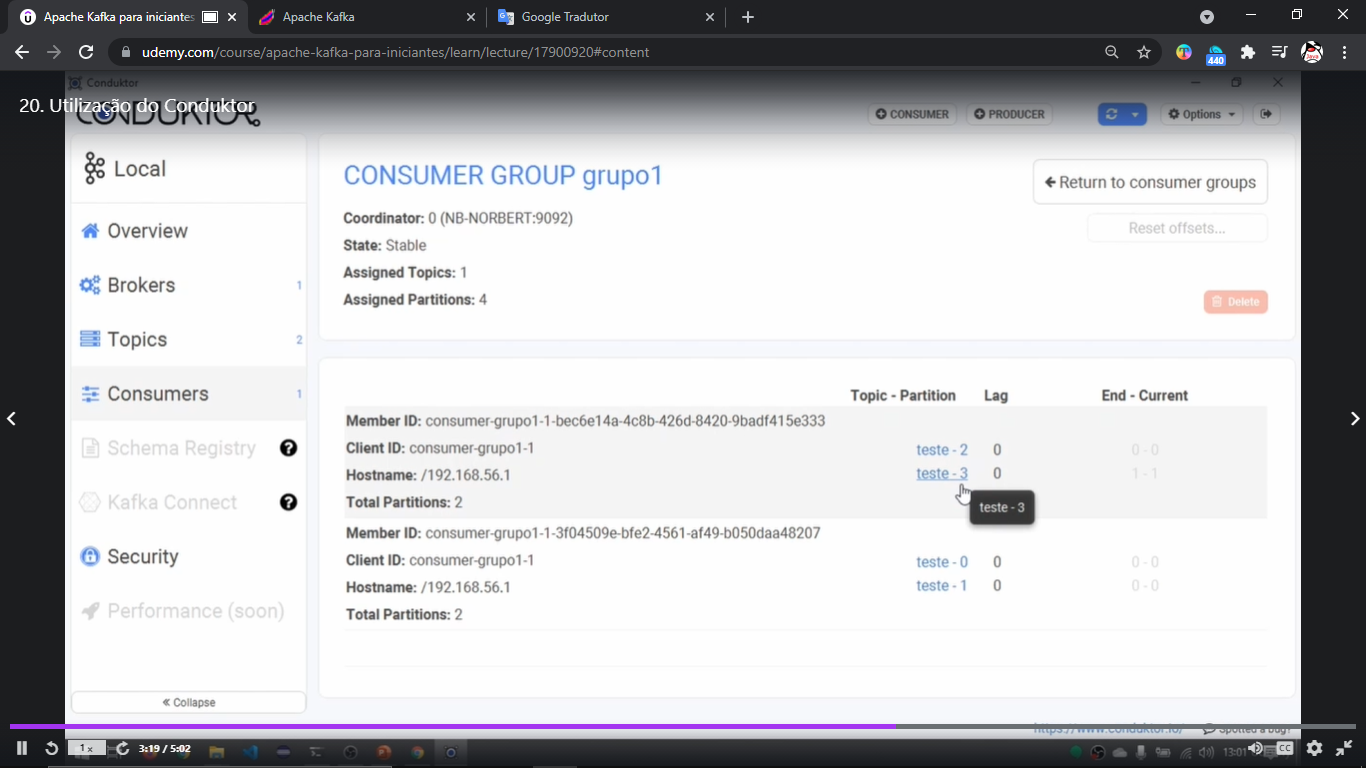 Apache Kafka para iniciantes
Apache Kafka
Google Tradutor
udemy.com/course/apache-kafka-para-iniciantes/learn/lecture/17900920#content
440
Conduktor
20. Utilização do Conduktor
CONDUKTOR
CONSUMER
PRODUCER
Options
Local
Overview
Brokers 1
Topics 2
Consumers 1
Schema Registry ?
Kafka Connect ?
Security
Performance (soon)
« Collapse
CONSUMER GROUP grupo1
Return to consumer groups
Coordinator: 0 (NB-NORBERT:9092)
Reset offsets...
State: Stable
Assigned Topics: 1
Assigned Partitions: 4
Delete
Topic - Partition Lag End - Current
Member ID: consumer-grupo1-1-bec6e14a-4c8b-426d-8420-9badf415e333
Client ID: consumer-grupo1-1
teste - 2 0 0 - 0
Hostname: /192.168.56.1
teste - 3 0 1 - 1
Total Partitions: 2
teste - 3
Member ID: consumer-grupo1-1-3f04509e-bfe2-4561-af49-b050daa48207
Client ID: consumer-grupo1-1
teste - 0 0 0 - 0
Hostname: /192.168.56.1
teste - 1 0 0 - 0
Total Partitions: 2
https://www.conduktor.io/
Spotted a bug?
1 x
3:19 / 5:02
13:01
CC